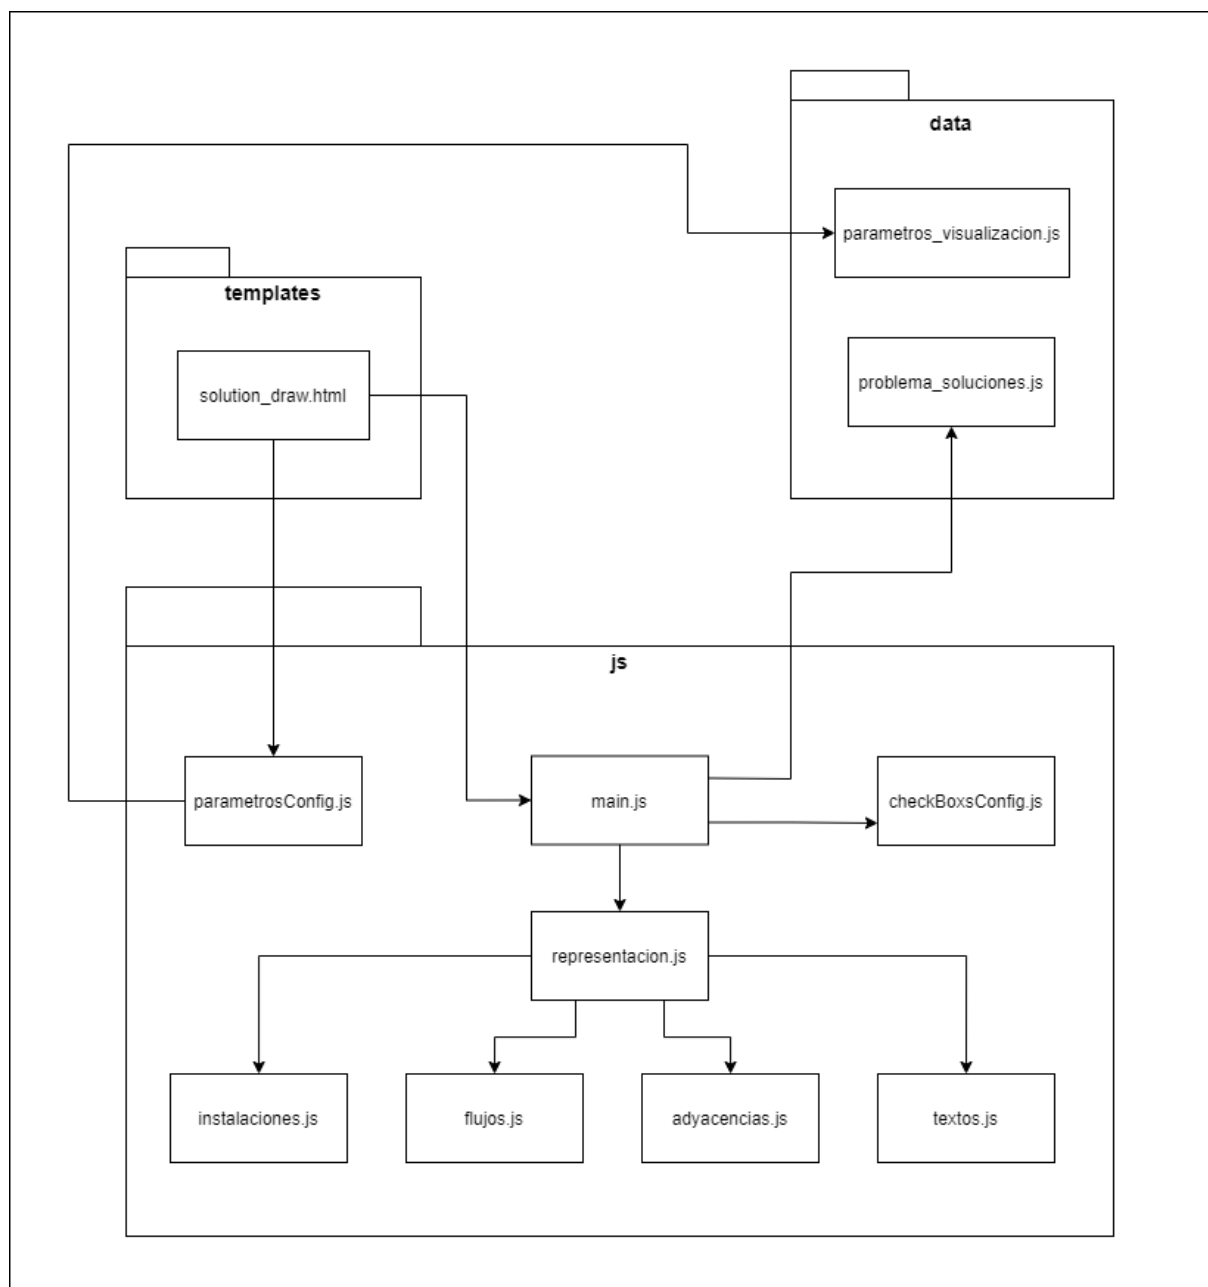 data
parametros_visualizacion.js
templates
solution_draw.html
problema_soluciones.js
js
parametrosConfig.js
main.js
checkBoxsConfig.js
representacion.js
instalaciones.js
flujos.js
adyacencias.js
textos.js